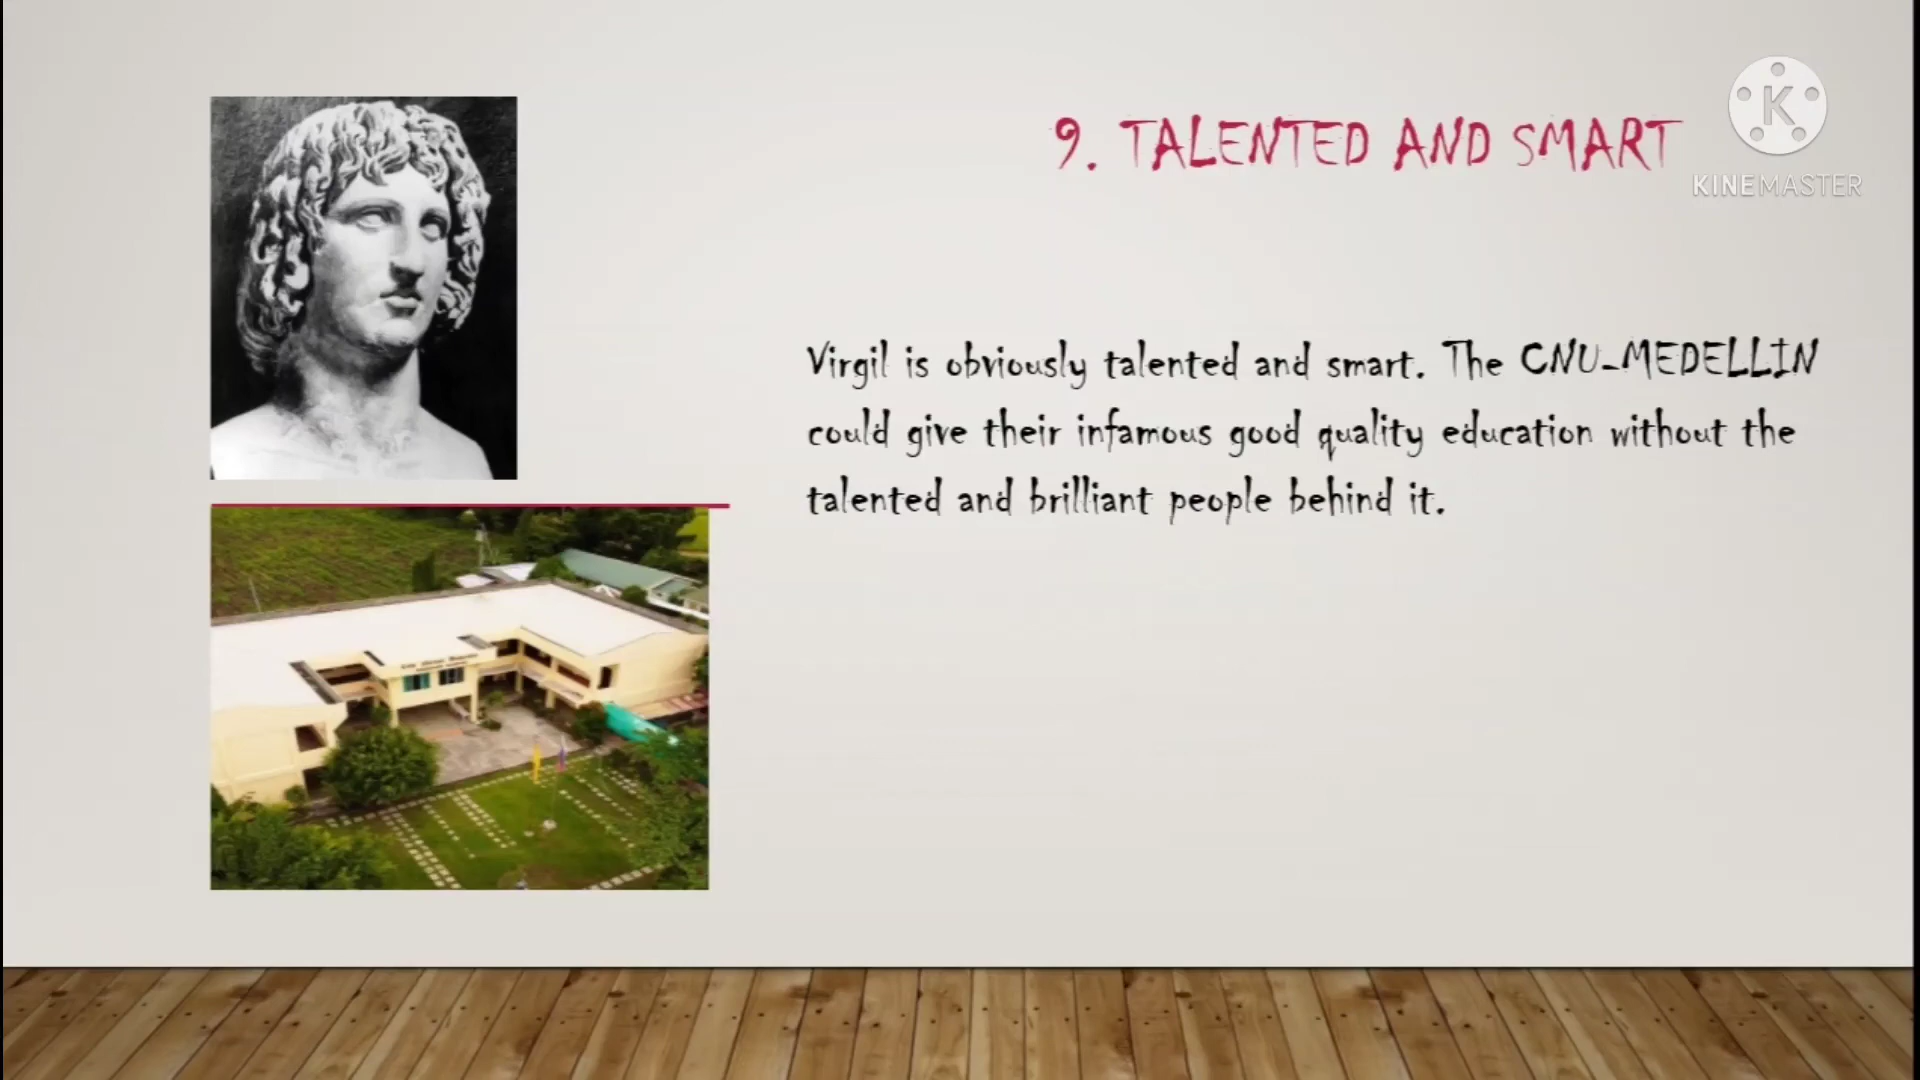 9. TALENTED AND SMART
K
KINEMASTER
Virgil is obviously talented and smart. The CNU-MEDELLIN
could give their infamous good quality education without the
talented and brilliant people behind it.